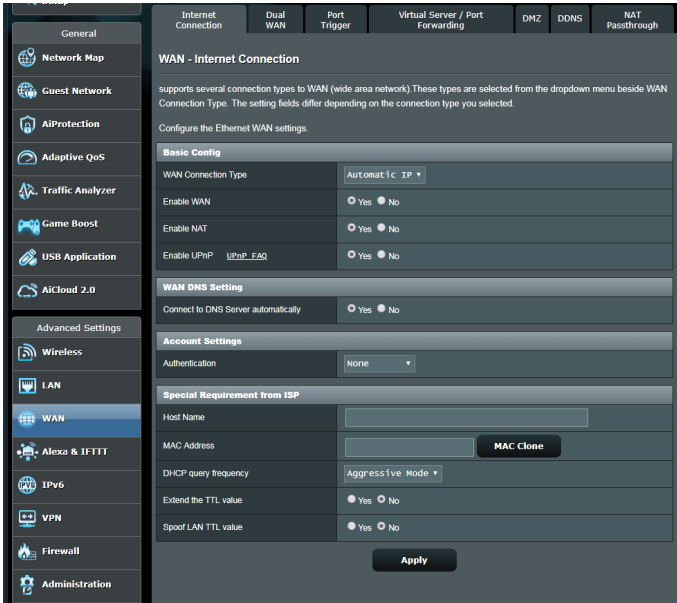 General
Network Map
Guest Network
AiProtection
Adaptive QoS
Traffic Analyzer
Game Boost
USB Application
AiCloud 2.0
Advanced Settings
Wireless
LAN
WAN
Alexa & IFTTT
IPv6
VPN
Firewall
Administration
Internet Connection
Dual WAN
Port Trigger
Virtual Server / Port Forwarding
DMZ
DDNS
NAT Passthrough
WAN - Internet Connection
supports several connection types to WAN (wide area network).These types are selected from the dropdown menu beside WAN
Connection Type. The setting fields differ depending on the connection type you selected.
Configure the Ethernet WAN settings.
Basic Config
WAN Connection Type Automatic IP
Enable WAN Yes No
Enable NAT Yes No
Enable UPnP UPnP FAQ Yes No
WAN DNS Setting
Connect to DNS Server automatically Yes No
Account Settings
Authentication None
Special Requirement from ISP
Host Name
MAC Address MAC Clone
DHCP query frequency Aggressive Mode
Extend the TTL value Yes No
Spoof LAN TTL value Yes No
Apply